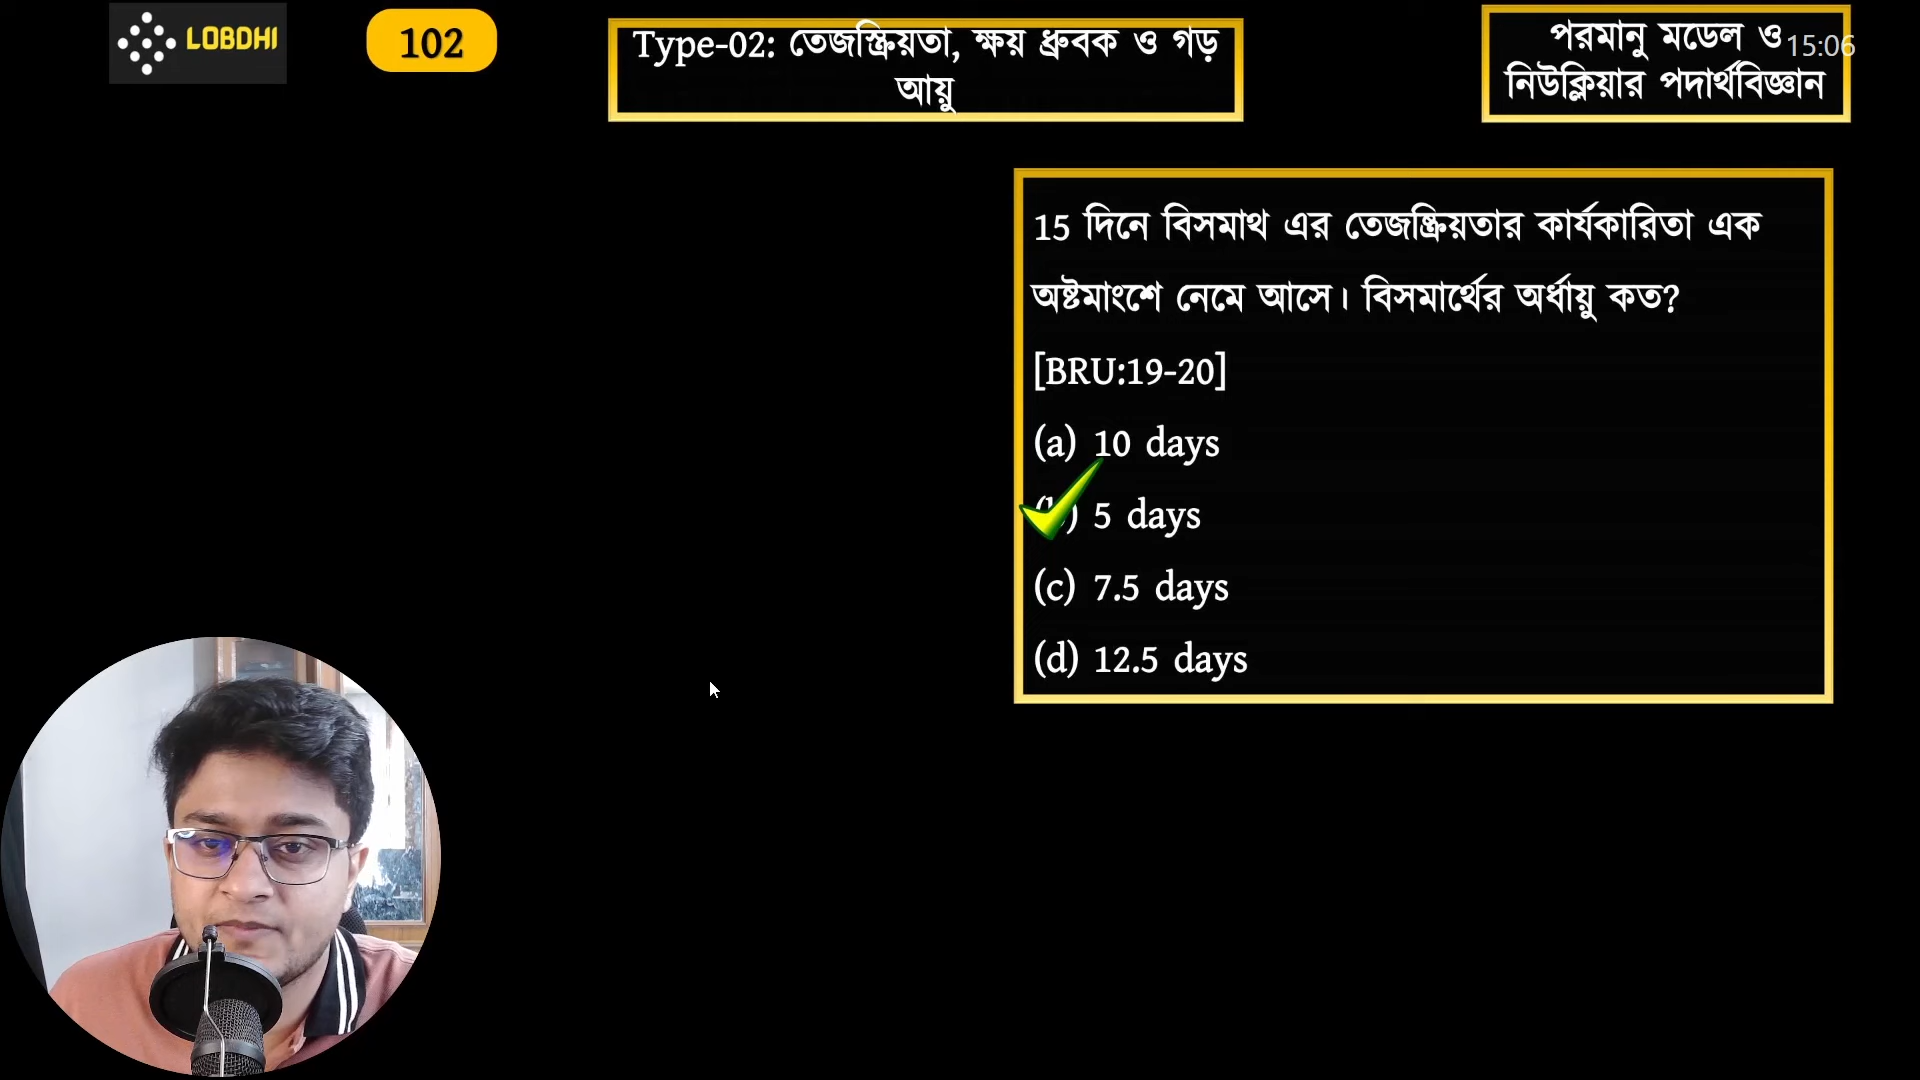 LOBDHI
102
Type-02: তেজস্ক্রিয়তা, ক্ষয় ধ্রুবক ও গড়
আয়ু
পরমানু মডেল ও
নিউক্লিয়ার পদার্থবিজ্ঞান
15:06
15 দিনে বিসমাথ এর তেজষ্ক্রিয়তার কার্যকারিতা এক
অষ্টমাংশে নেমে আসে। বিসমার্থের অর্ধায়ু কত?
[BRU:19-20]
(a) 10 days
5 days
(c) 7.5 days
(d) 12.5 days